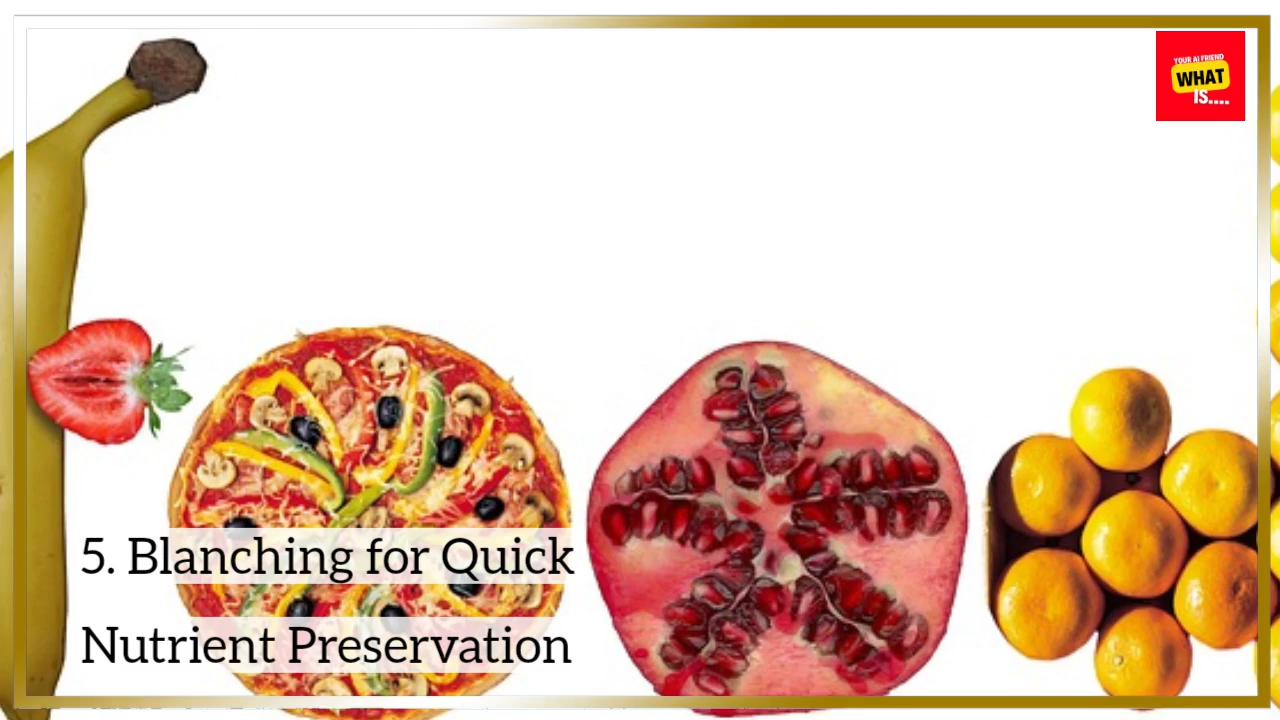 YOUR AI FRIEND
WHAT
IS....
5. Blanching for Quick
Nutrient Preservation